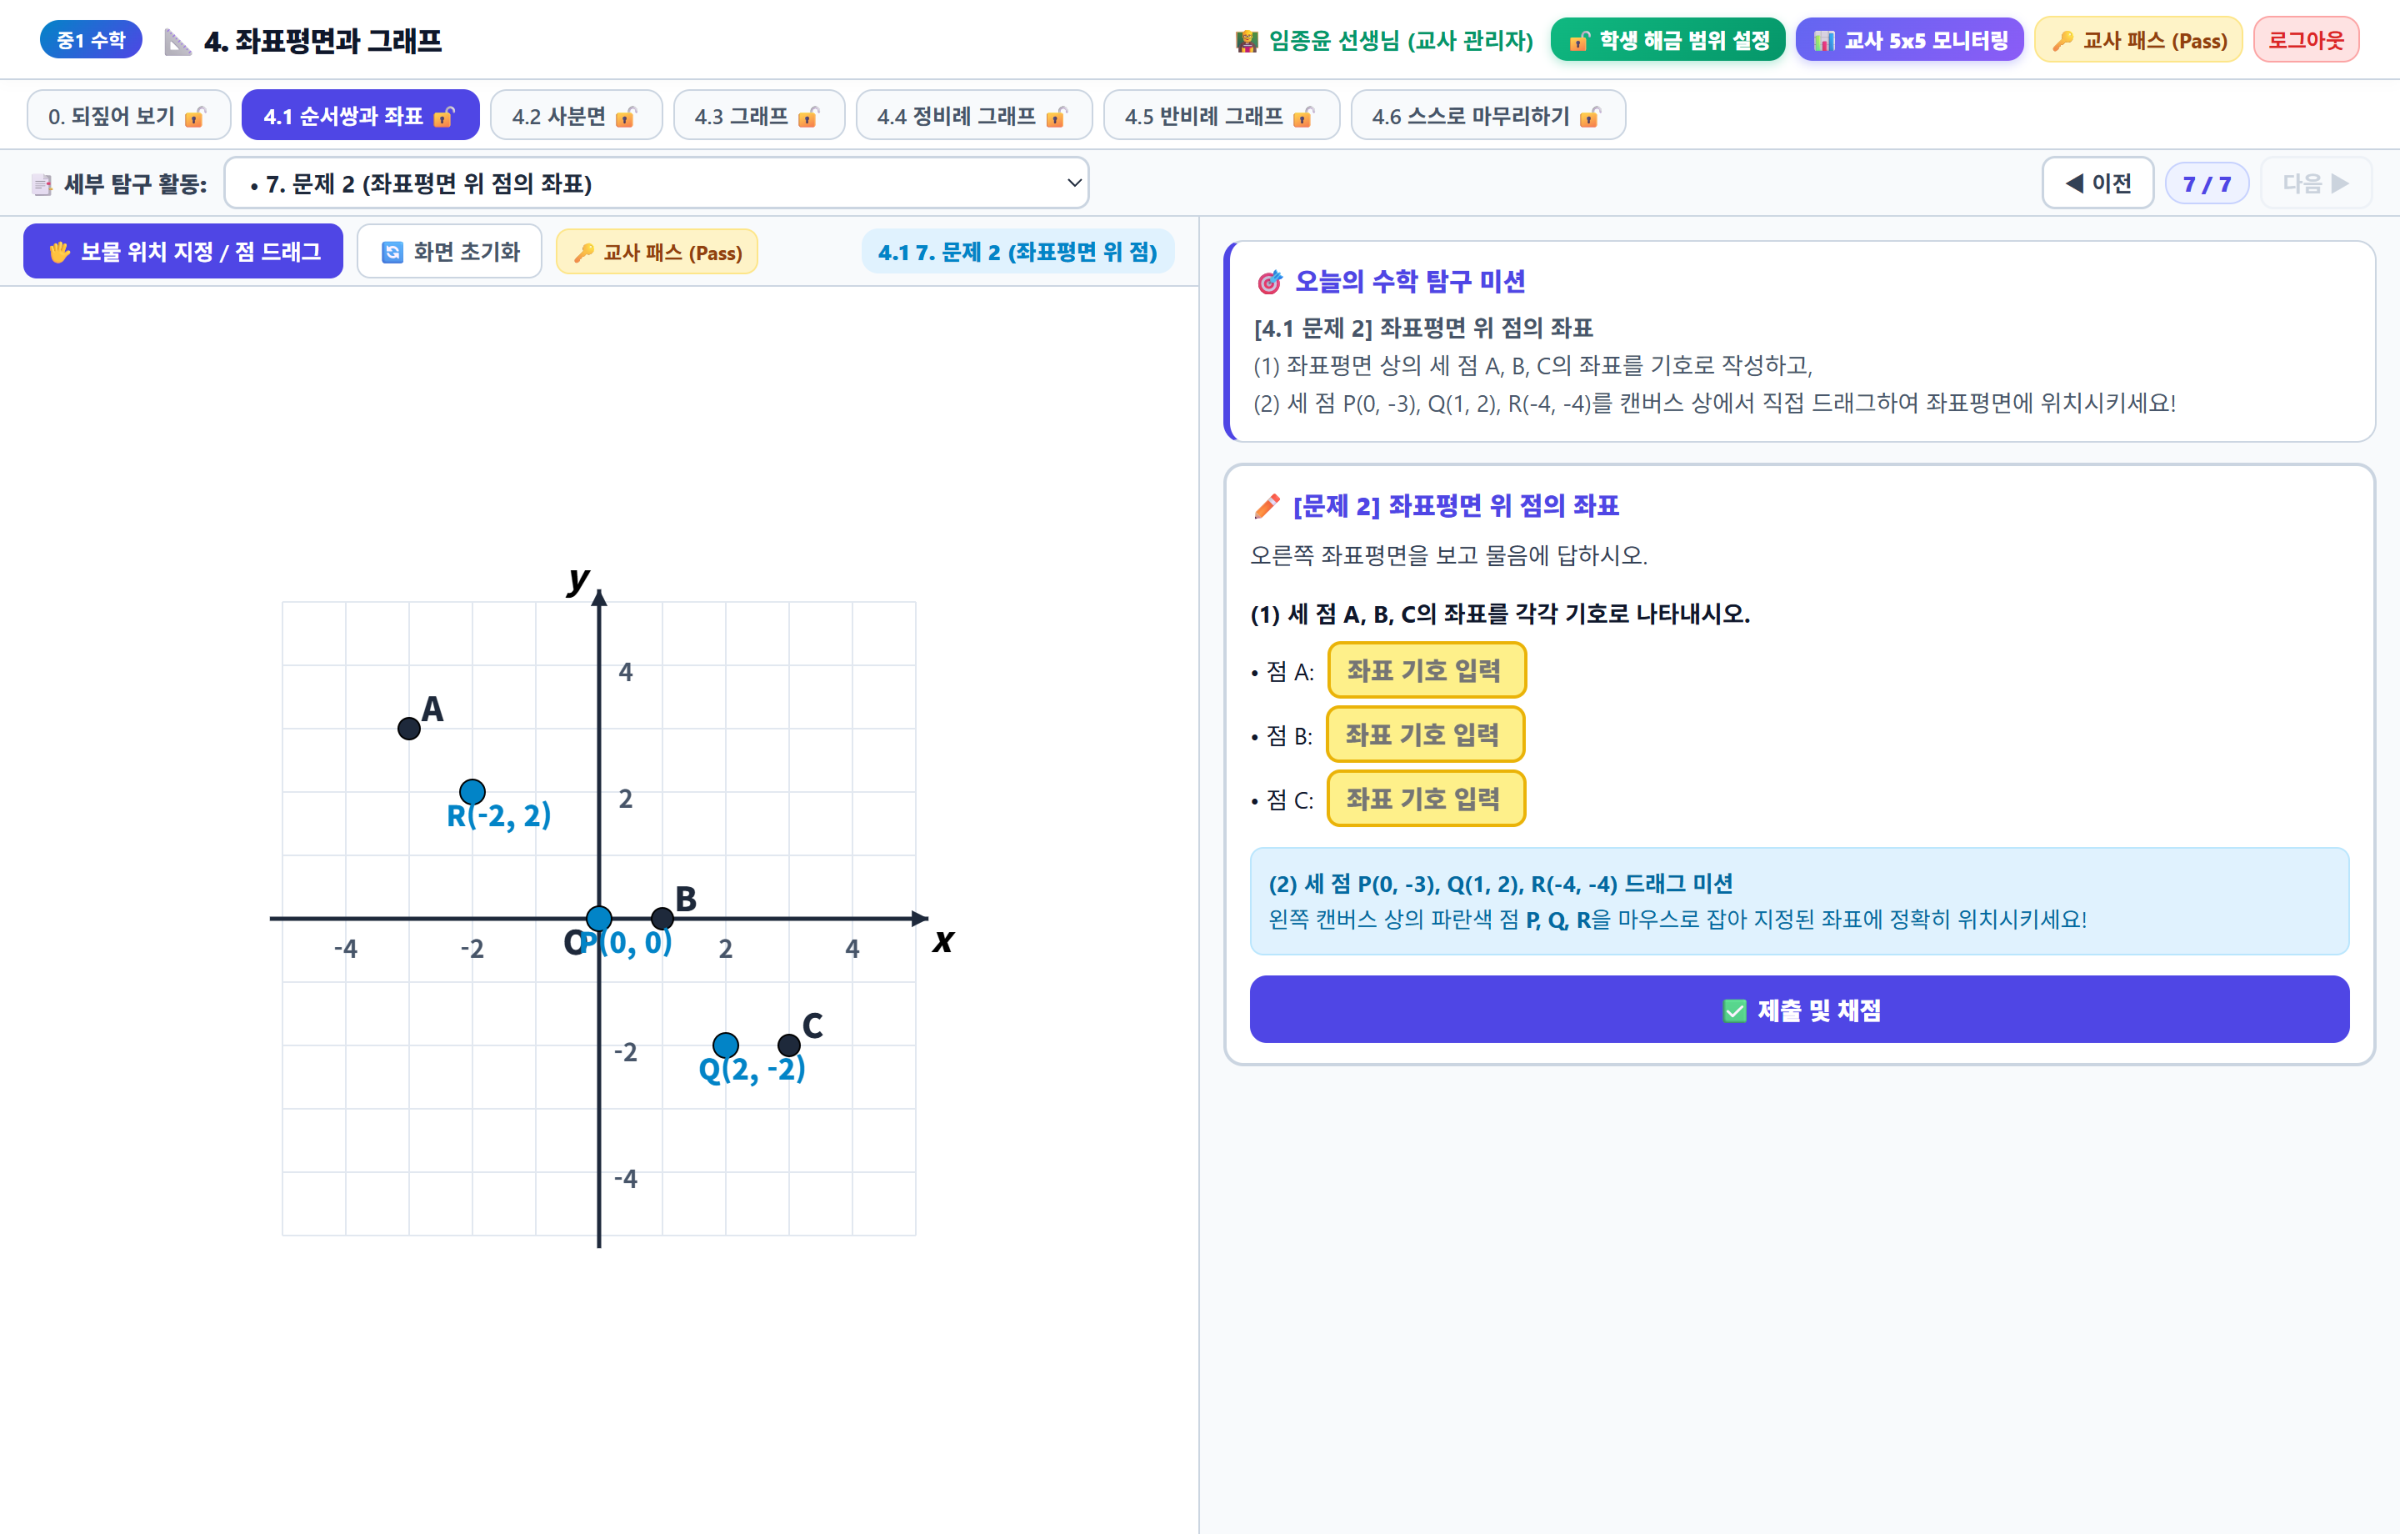 중1 수학
📐 4. 좌표평면과 그래프
👩‍🏫 임종윤 선생님 (교사 관리자)
🔓 학생 해금 범위 설정
📊 교사 5x5 모니터링
🔑 교사 패스 (Pass)
로그아웃
0. 되짚어 보기 🔓
4.1 순서쌍과 좌표 🔓
4.2 사분면 🔓
4.3 그래프 🔓
4.4 정비례 그래프 🔓
4.5 반비례 그래프 🔓
4.6 스스로 마무리하기 🔓
📑 세부 탐구 활동:
• 7. 문제 2 (좌표평면 위 점의 좌표)
◀ 이전
7 / 7
다음 ▶
🖐 보물 위치 지정 / 점 드래그
🔄 화면 초기화
🔑 교사 패스 (Pass)
4.1 7. 문제 2 (좌표평면 위 점)
y
4
A
2
R(-2, 2)
B
-4
-2
O
P(0, 0)
2
4
x
C
-2
Q(2, -2)
-4
🎯 오늘의 수학 탐구 미션
[4.1 문제 2] 좌표평면 위 점의 좌표
(1) 좌표평면 상의 세 점 A, B, C의 좌표를 기호로 작성하고,
(2) 세 점 P(0, -3), Q(1, 2), R(-4, -4)를 캔버스 상에서 직접 드래그하여 좌표평면에 위치시키세요!
✏️ [문제 2] 좌표평면 위 점의 좌표
오른쪽 좌표평면을 보고 물음에 답하시오.
(1) 세 점 A, B, C의 좌표를 각각 기호로 나타내시오.
• 점 A: 좌표 기호 입력
• 점 B: 좌표 기호 입력
• 점 C: 좌표 기호 입력
(2) 세 점 P(0, -3), Q(1, 2), R(-4, -4) 드래그 미션
왼쪽 캔버스 상의 파란색 점 P, Q, R을 마우스로 잡아 지정된 좌표에 정확히 위치시키세요!
✅ 제출 및 채점